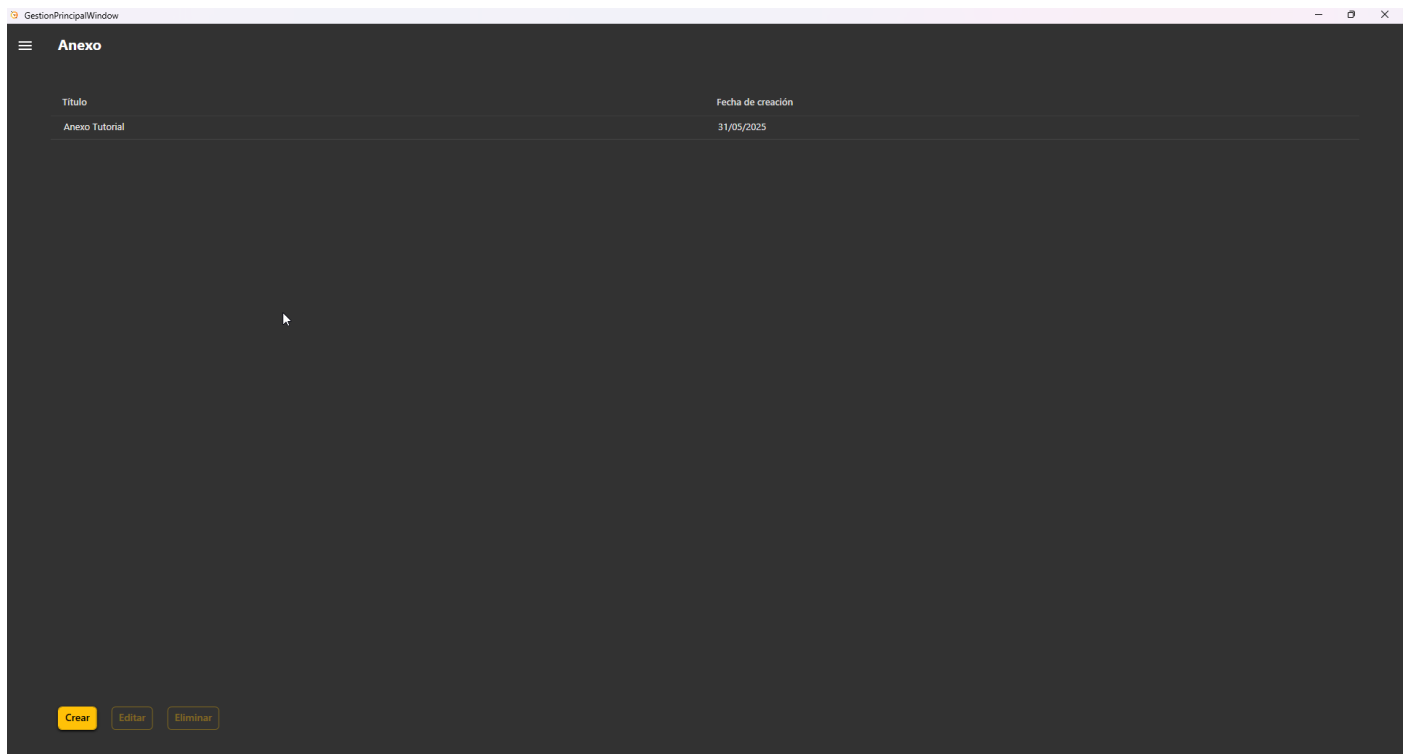 GestionPrincipalWindow
Anexo
Título Fecha de creación
Anexo Tutorial 31/05/2025
Crear Editar Eliminar